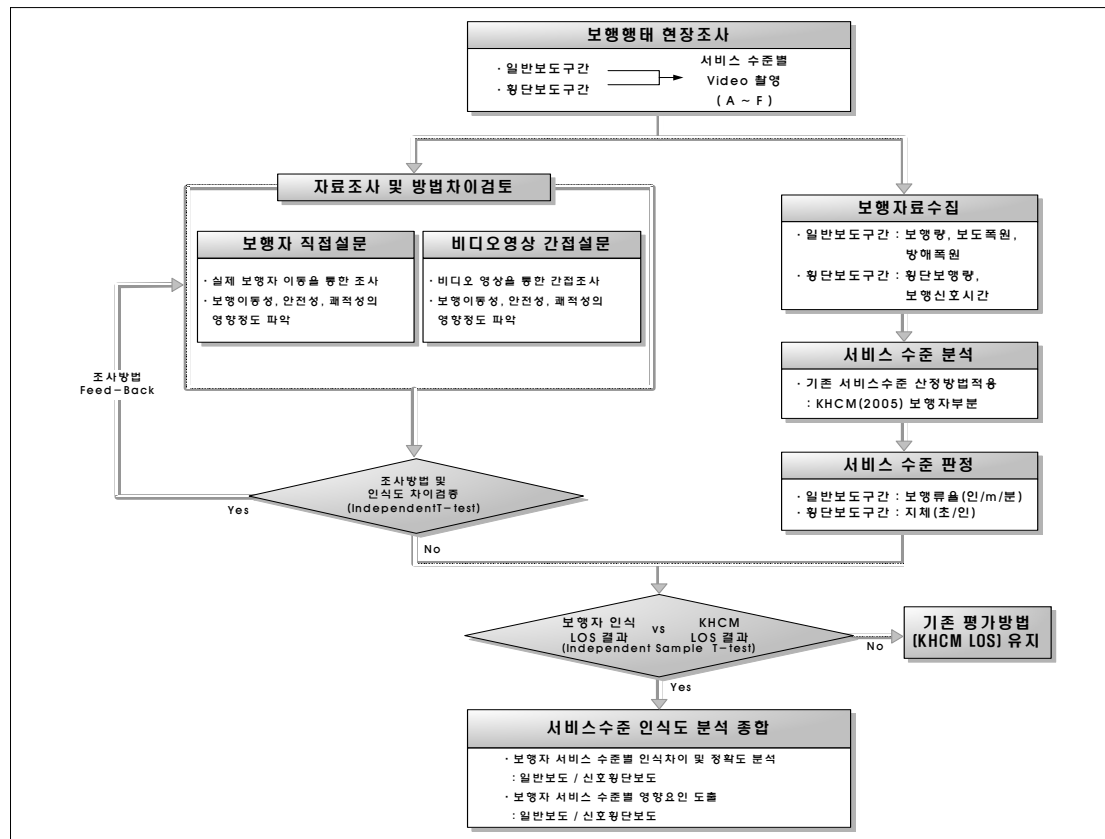 보행행태 현장조사
· 일반보도구간
· 횡단보도구간
서비스 수준별
Video 촬영
( A ~ F )
자료조사 및 방법차이검토
보행자 직접설문
· 실제 보행자 이동을 통한 조사
· 보행이동성, 안전성, 쾌적성의
영향정도 파악
비디오영상 간접설문
· 비디오 영상을 통한 간접조사
· 보행이동성, 안전성, 쾌적성의
영향정도 파악
조사방법
Feed-Back
조사방법 및
인식도 차이검증
(IndependentT-test)
Yes
No
보행자료수집
· 일반보도구간 : 보행량, 보도폭원,
방해폭원
· 횡단보도구간 : 횡단보행량,
보행신호시간
서비스 수준 분석
· 기존 서비스수준 산정방법적용
: KHCM(2005) 보행자부분
서비스 수준 판정
· 일반보도구간 : 보행류율(인/m/분)
· 횡단보도구간 : 지체(초/인)
보행자 인식
LOS 결과
vs
KHCM
LOS 결과
(Independent Sample T-test)
No
Yes
기존 평가방법
(KHCM LOS) 유지
서비스수준 인식도 분석 종합
· 보행자 서비스 수준별 인식차이 및 정확도 분석
: 일반보도 / 신호횡단보도
· 보행자 서비스 수준별 영향요인 도출
: 일반보도 / 신호횡단보도